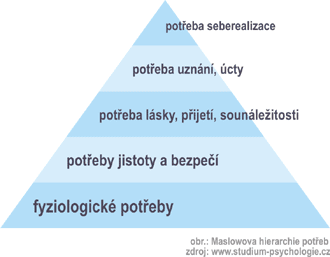 potřeba seberealizace
potřeba uznání, úcty
potřeba lásky, přijetí, sounáležitosti
potřeby jistoty a bezpečí
fyziologické potřeby
obr.: Maslowova hierarchie potřeb
zdroj: www.studium-psychologie.cz